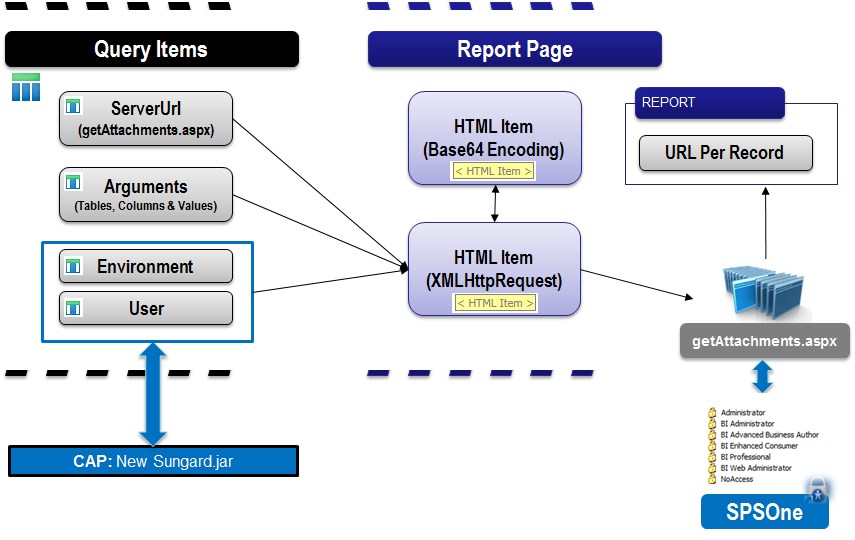 Query Items
ServerUrl
(getAttachments.aspx)
Arguments
(Tables, Columns & Values)
Environment
User
CAP: New Sungard.jar
Report Page
HTML Item
(Base64 Encoding)
< HTML Item >
HTML Item
(XMLHttpRequest)
< HTML Item >
REPORT
URL Per Record
getAttachments.aspx
Administrator
BI Administrator
BI Advanced Business Author
BI Enhanced Consumer
BI Professional
BI Web Administrator
NoAccess
SPSOne